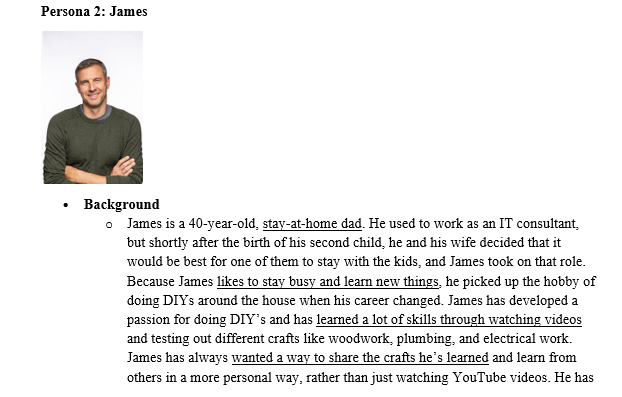 Persona 2: James
• Background
o James is a 40-year-old, stay-at-home dad. He used to work as an IT consultant,
but shortly after the birth of his second child, he and his wife decided that it
would be best for one of them to stay with the kids, and James took on that role.
Because James likes to stay busy and learn new things, he picked up the hobby of
doing DIYs around the house when his career changed. James has developed a
passion for doing DIY's and has learned a lot of skills through watching videos
and testing out different crafts like woodwork, plumbing, and electrical work.
James has always wanted a way to share the crafts he's learned and learn from
others in a more personal way, rather than just watching YouTube videos. He has